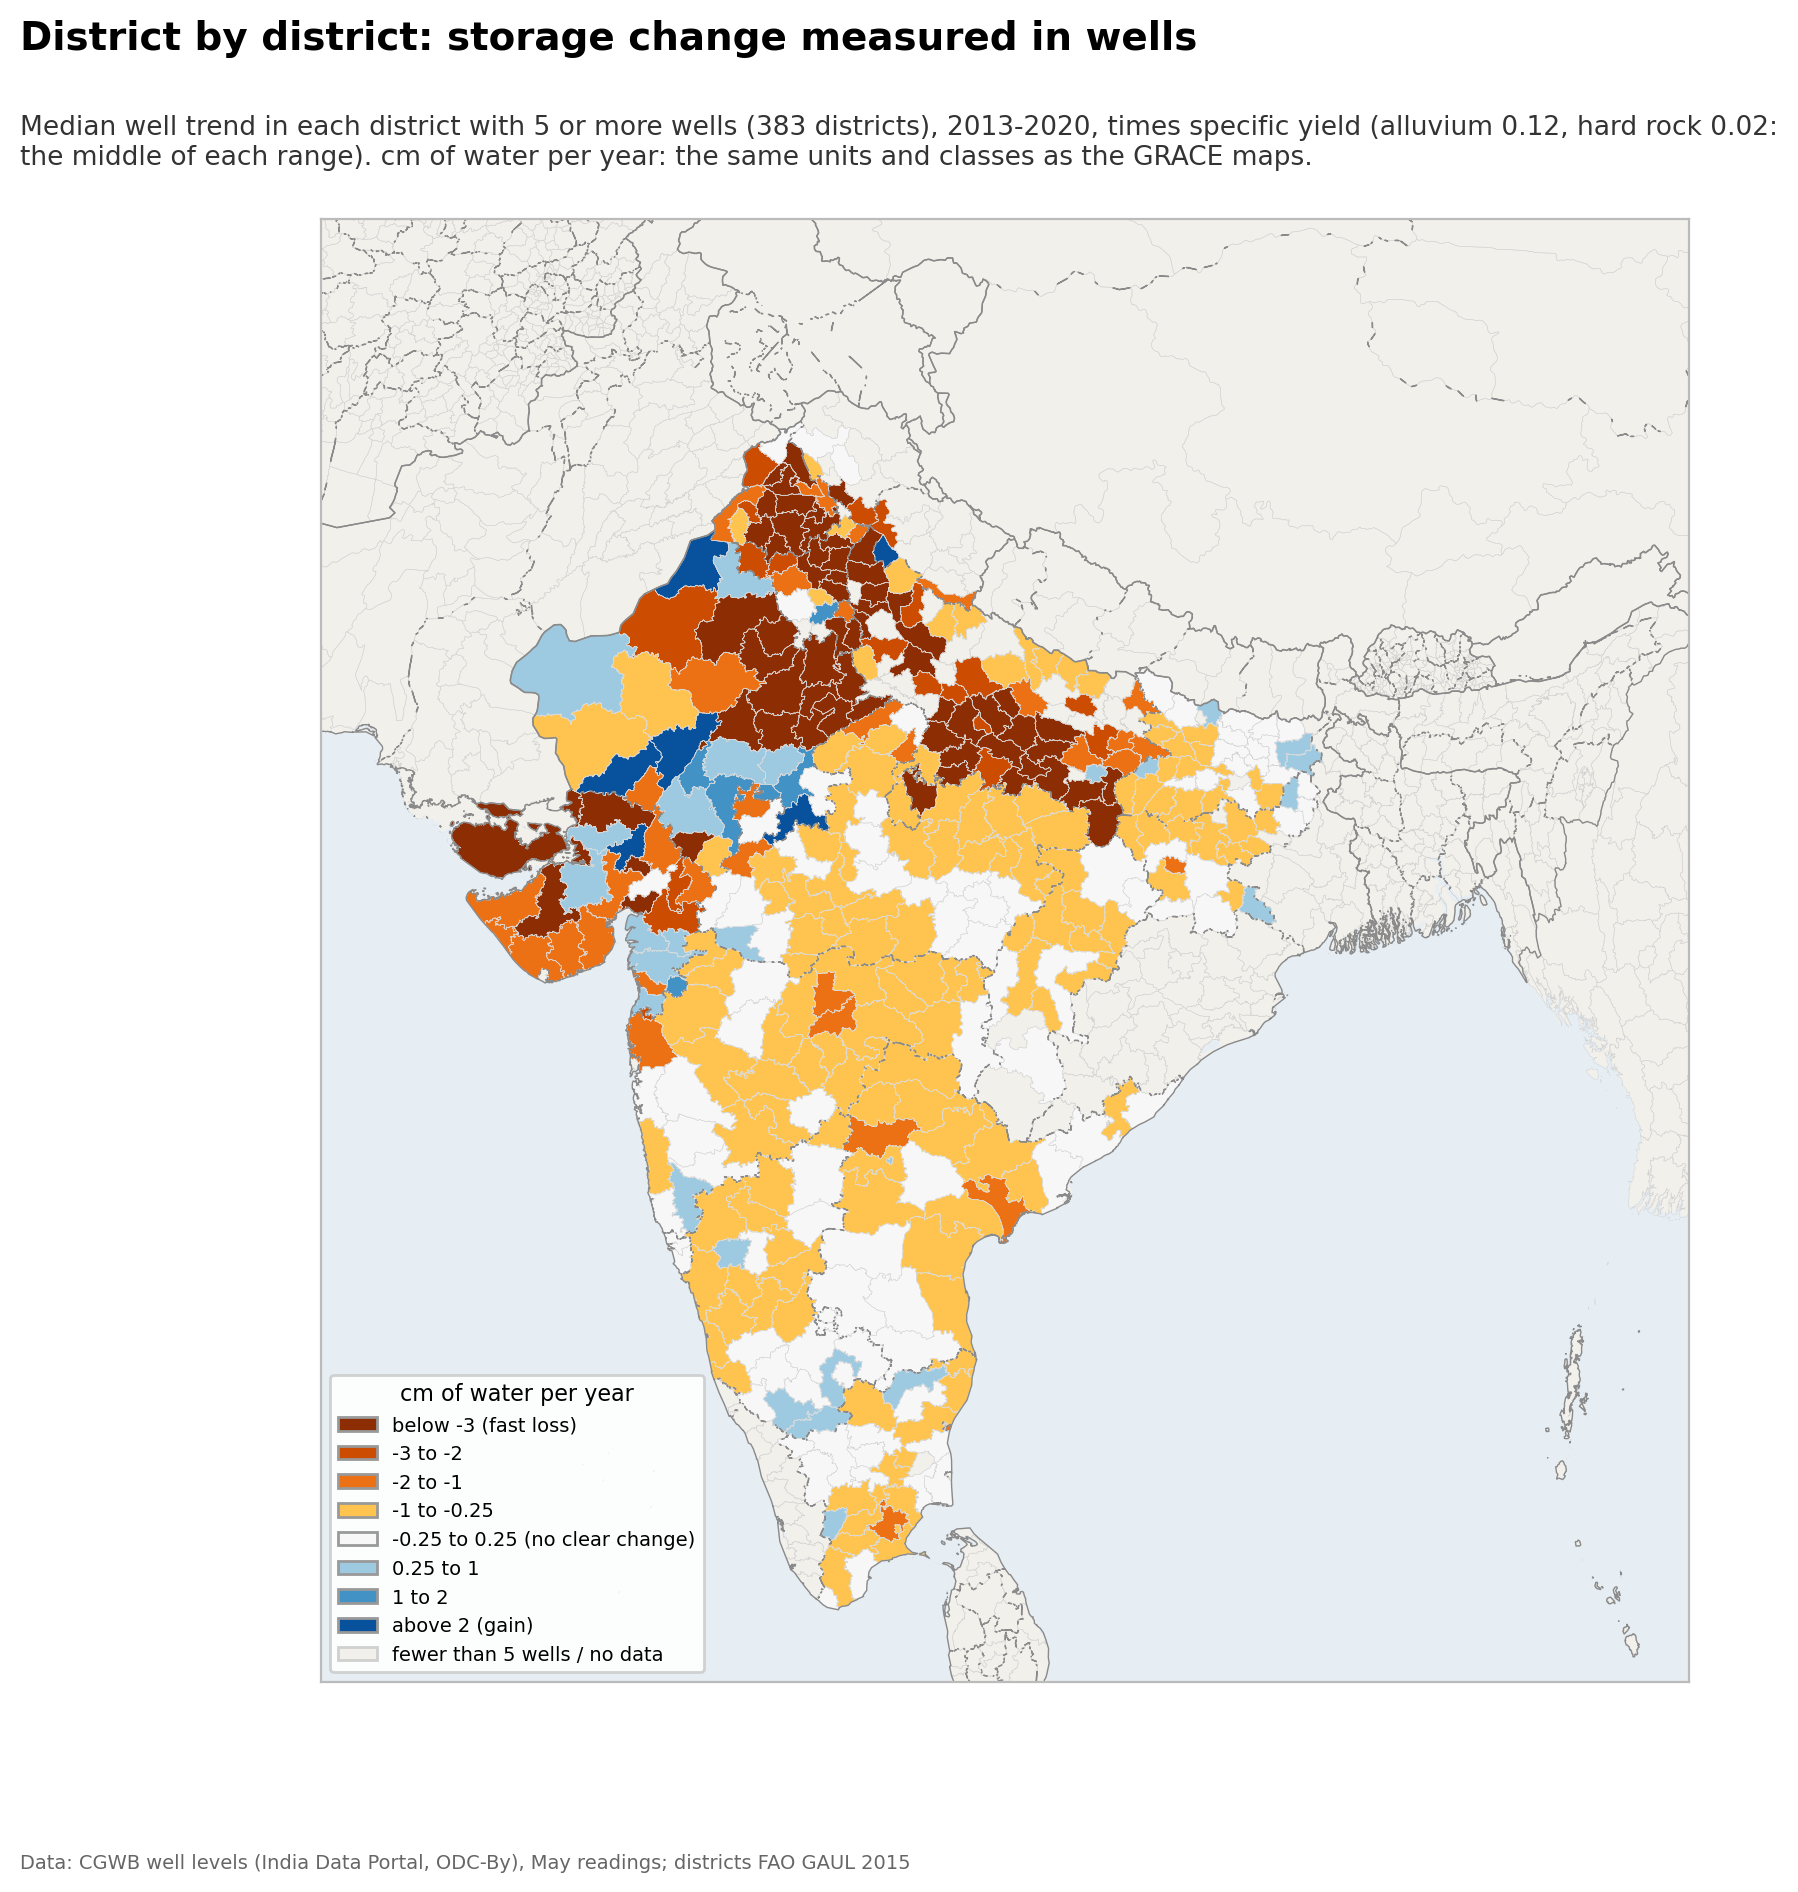 District by district: storage change measured in wells
Median well trend in each district with 5 or more wells (383 districts), 2013-2020, times specific yield (alluvium 0.12, hard rock 0.02:
the middle of each range). cm of water per year: the same units and classes as the GRACE maps.
cm of water per year
below -3 (fast loss)
-3 to -2
-2 to -1
-1 to -0.25
-0.25 to 0.25 (no clear change)
0.25 to 1
1 to 2
above 2 (gain)
fewer than 5 wells / no data
Data: CGWB well levels (India Data Portal, ODC-By), May readings; districts FAO GAUL 2015